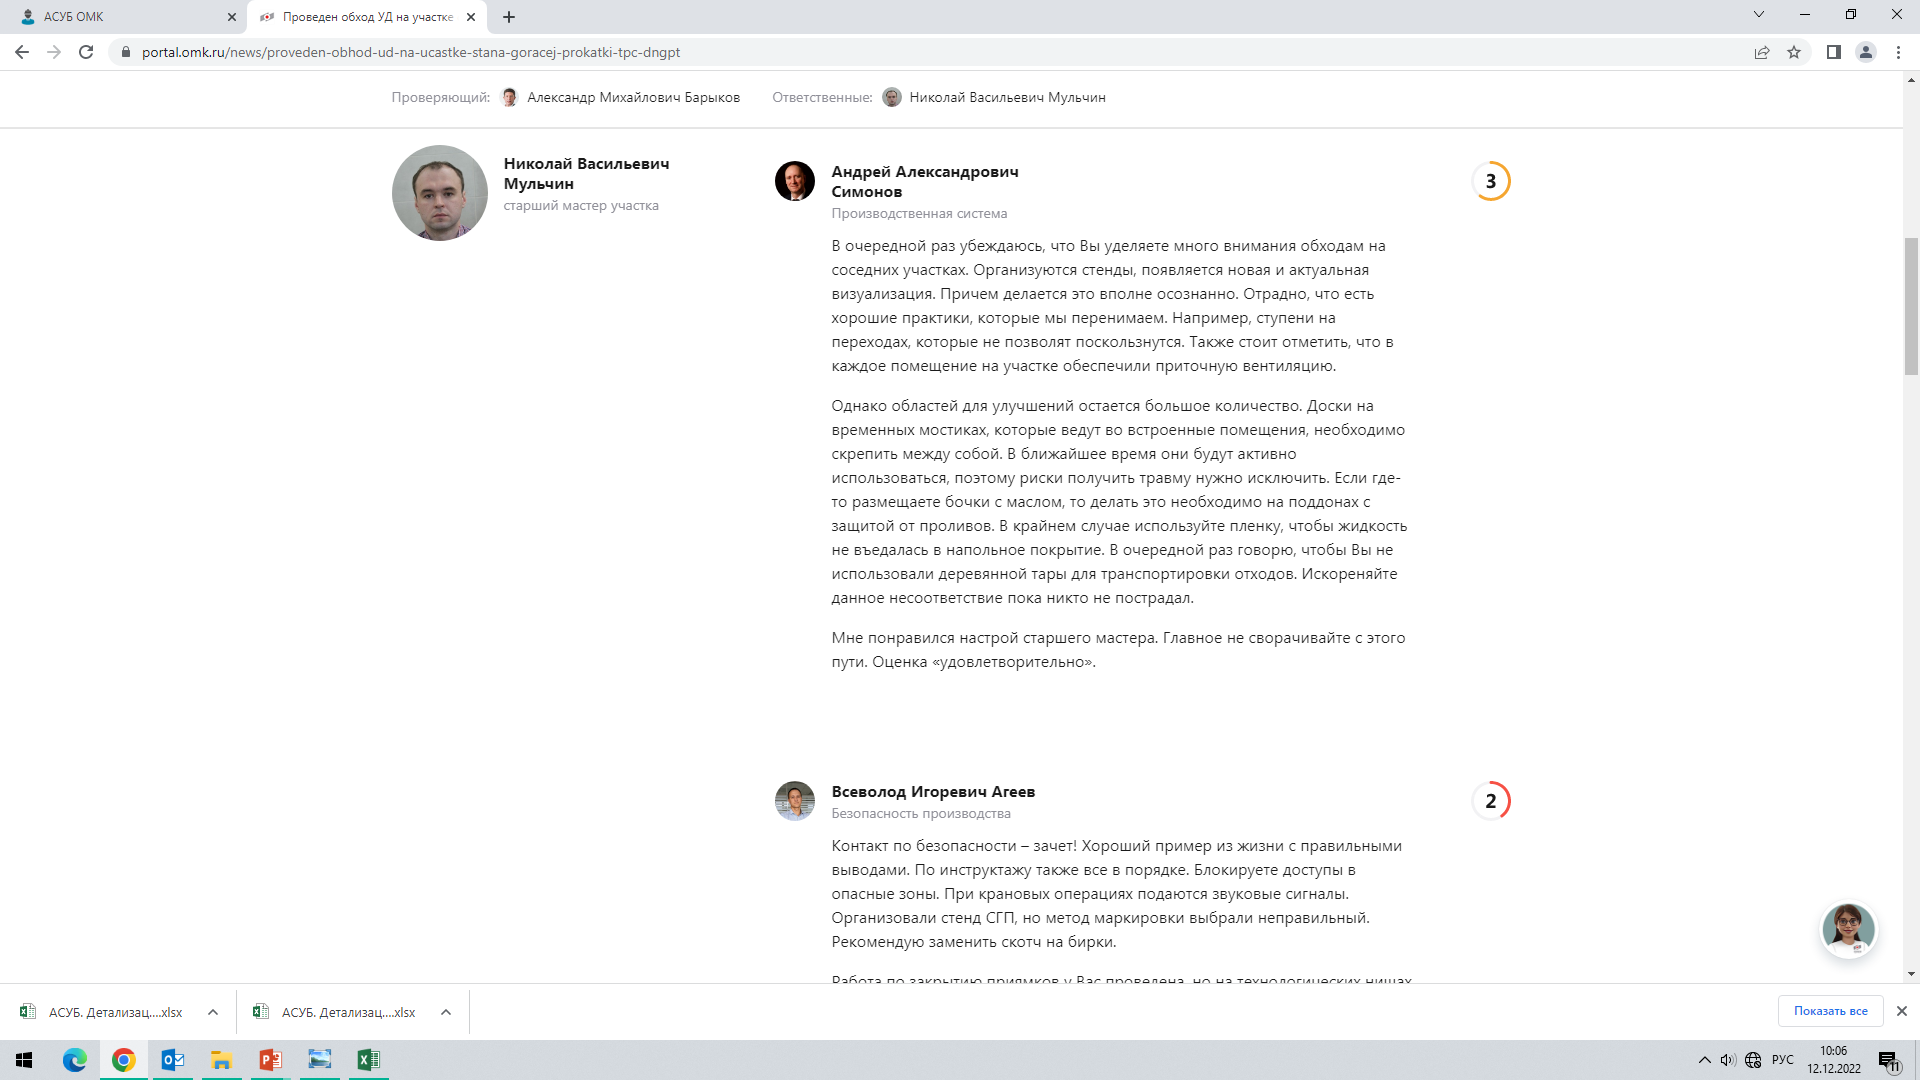 АСУБ ОМК
Проведен обход УД на участке
portal.omk.ru/news/proveden-obhod-ud-na-ucastke-stana-goracej-prokatki-tpc-dngpt
Проверяющий: Александр Михайлович Барыков Ответственные: Николай Васильевич Мульчин
Николай Васильевич
Мульчин
старший мастер участка
Андрей Александрович
Симонов
Производственная система
3
В очередной раз убеждаюсь, что Вы уделяете много внимания обходам на
соседних участках. Организуются стенды, появляется новая и актуальная
визуализация. Причем делается это вполне осознанно. Отрадно, что есть
хорошие практики, которые мы перенимаем. Например, ступени на
переходах, которые не позволят поскользнутся. Также стоит отметить, что в
каждое помещение на участке обеспечили приточную вентиляцию.
Однако областей для улучшений остается большое количество. Доски на
временных мостиках, которые ведут во встроенные помещения, необходимо
скрепить между собой. В ближайшее время они будут активно
использоваться, поэтому риски получить травму нужно исключить. Если где-
то размещаете бочки с маслом, то делать это необходимо на поддонах с
защитой от проливов. В крайнем случае используйте пленку, чтобы жидкость
не въедалась в напольное покрытие. В очередной раз говорю, чтобы Вы не
использовали деревянной тары для транспортировки отходов. Искореняйте
данное несоответствие пока никто не пострадал.
Мне понравился настрой старшего мастера. Главное не сворачивайте с этого
пути. Оценка «удовлетворительно».
Всеволод Игоревич Агеев
Безопасность производства
2
Контакт по безопасности – зачет! Хороший пример из жизни с правильными
выводами. По инструктажу также все в порядке. Блокируете доступы в
опасные зоны. При крановых операциях подаются звуковые сигналы.
Организовали стенд СГП, но метод маркировки выбрали неправильный.
Рекомендую заменить скотч на бирки.
Работа по закрытию приямков у Вас проведена, но на технологических нишах
АСУБ. Детализац....xlsx
АСУБ. Детализац....xlsx
Показать все
РУС
10:06
12.12.2022
11